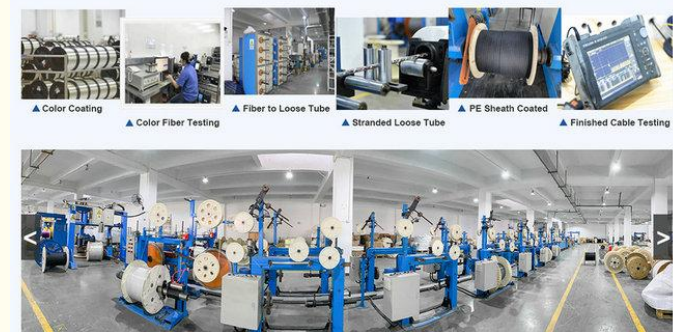 ▲ Color Coating
▲ Color Fiber Testing
▲ Fiber to Loose Tube
▲ Stranded Loose Tube
▲ PE Sheath Coated
▲ Finished Cable Testing
< >